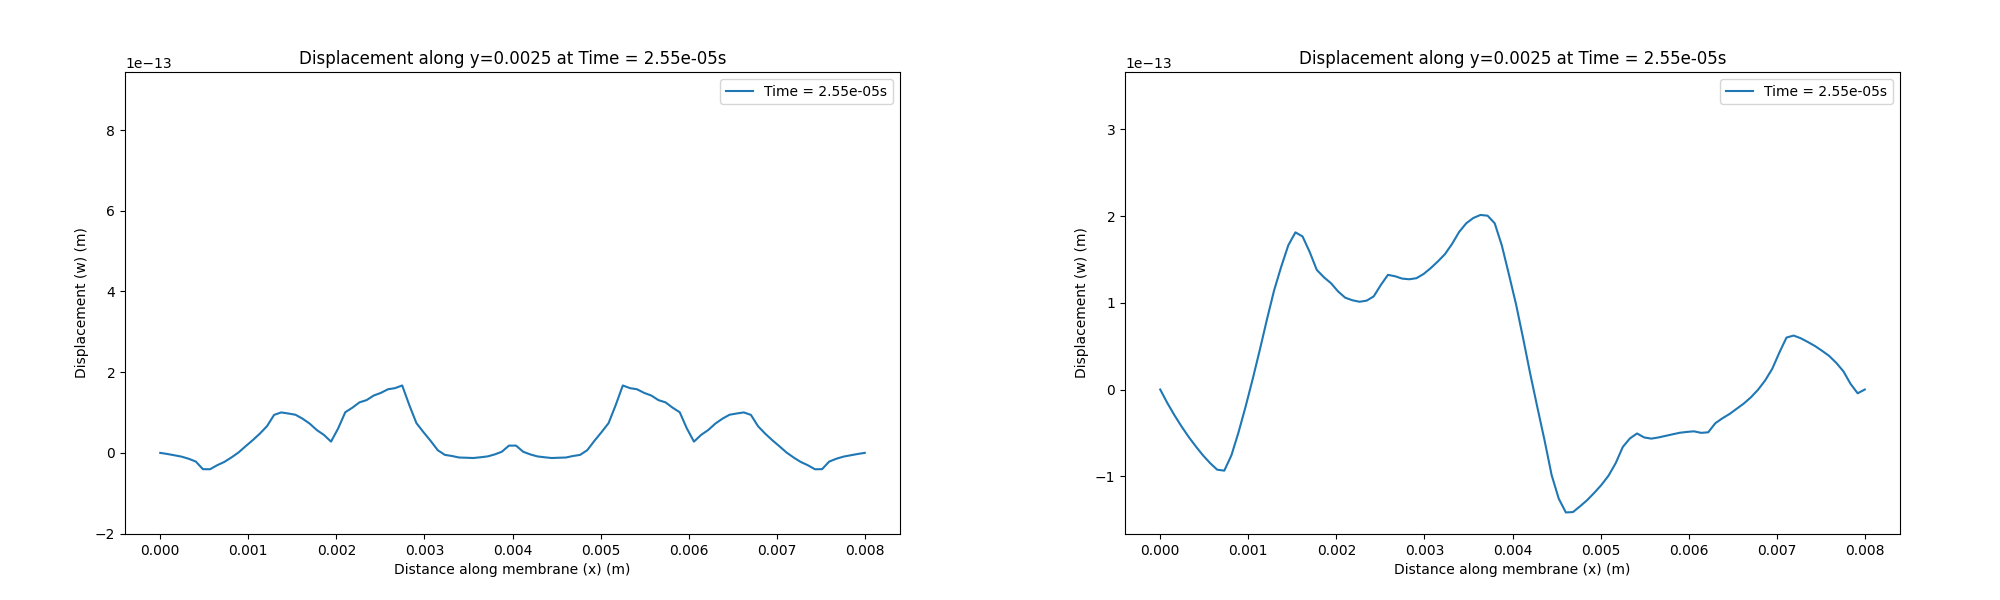 Displacement along y=0.0025 at Time = 2.55e-05s
1e−13
Time = 2.55e-05s
8
6
4
2
0
−2
Displacement (w) (m)
0.000 0.001 0.002 0.003 0.004 0.005 0.006 0.007 0.008
Distance along membrane (x) (m)
Displacement along y=0.0025 at Time = 2.55e-05s
1e−13
Time = 2.55e-05s
3
2
1
0
−1
Displacement (w) (m)
0.000 0.001 0.002 0.003 0.004 0.005 0.006 0.007 0.008
Distance along membrane (x) (m)